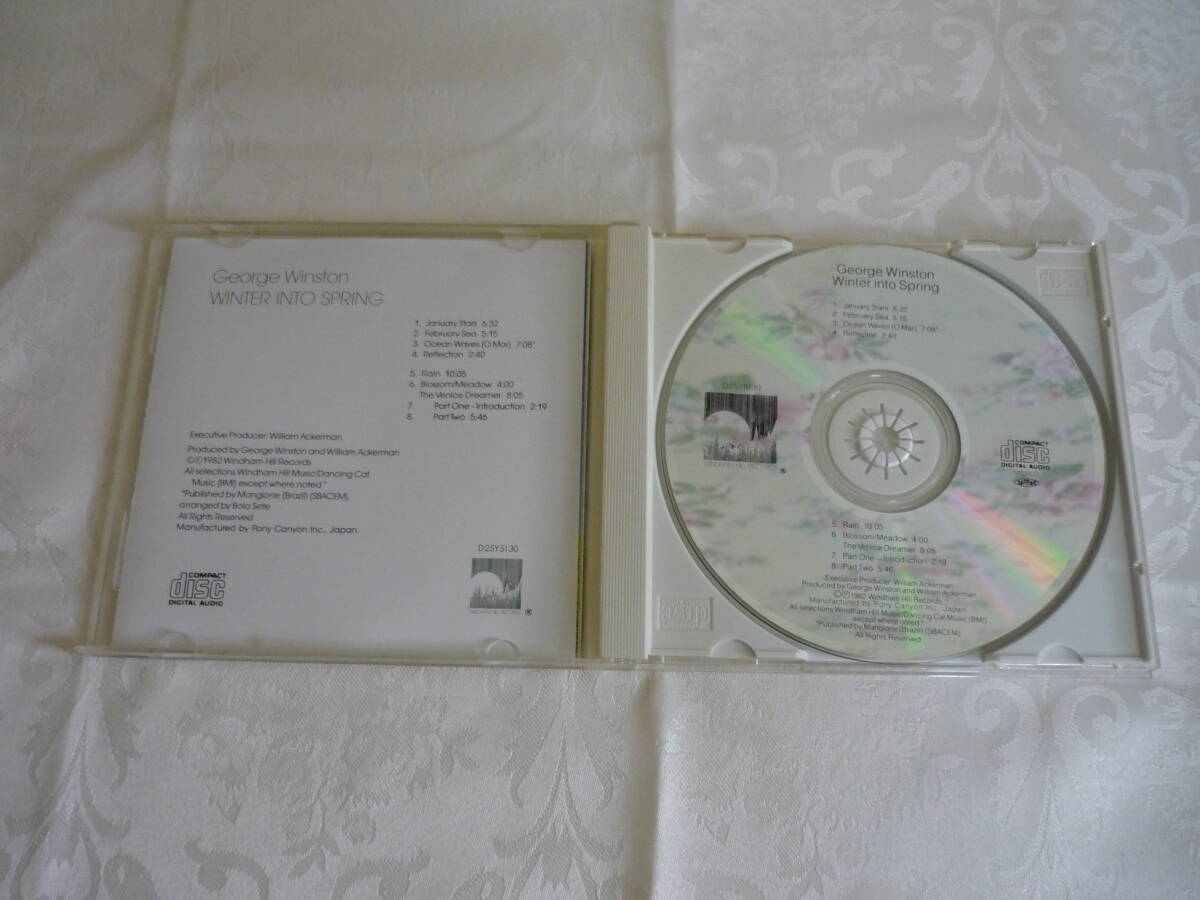 George Winston
WINTER INTO SPRING
1. January Stars 6:32
2. February Sea 5:15
3. Ocean Waves (O Mar) 7:08*
4. Reflection 2:40
5. Rain 10:05
6. Blossom/Meadow 4:00
The Venice Dreamer 8:05
7. Part One–Introduction 2:19
8. Part Two 5:46
Executive Producer: William Ackerman
Produced by George Winston and William Ackerman
©℗1982 Windham Hill Records
All selections Windham Hill Music/Dancing Cat
Music (BMI) except where noted.*
*Published by Mangione (Brazil) (SBACEM),
arranged by Bola Sete
All Rights Reserved
Manufactured by Pony Canyon Inc., Japan.
D25Y5130
COMPACT
disc
DIGITAL AUDIO
WINDHAM HILL RECORDS ®
George Winston
Winter into Spring
1. January Stars 6:32
2. February Sea 5:15
3. Ocean Waves (O Mar) 7:08*
4. Reflection 2:40
D25Y5130
WINDHAM HILL RECORDS ®
COMPACT
disc
DIGITAL AUDIO
5. Rain 10:05
6. Blossom/Meadow 4:00
The Venice Dreamer 8:05
7. Part One–Introduction 2:19
8. Part Two 5:46
Executive Producer: William Ackerman
Produced by George Winston and William Ackerman
©℗1982 Windham Hill Records
Manufactured by Pony Canyon Inc., Japan
All selections Windham Hill Music/Dancing Cat Music (BMI)
except where noted.*
*Published by Mangione (Brazil) (SBACEM)
All Rights Reserved